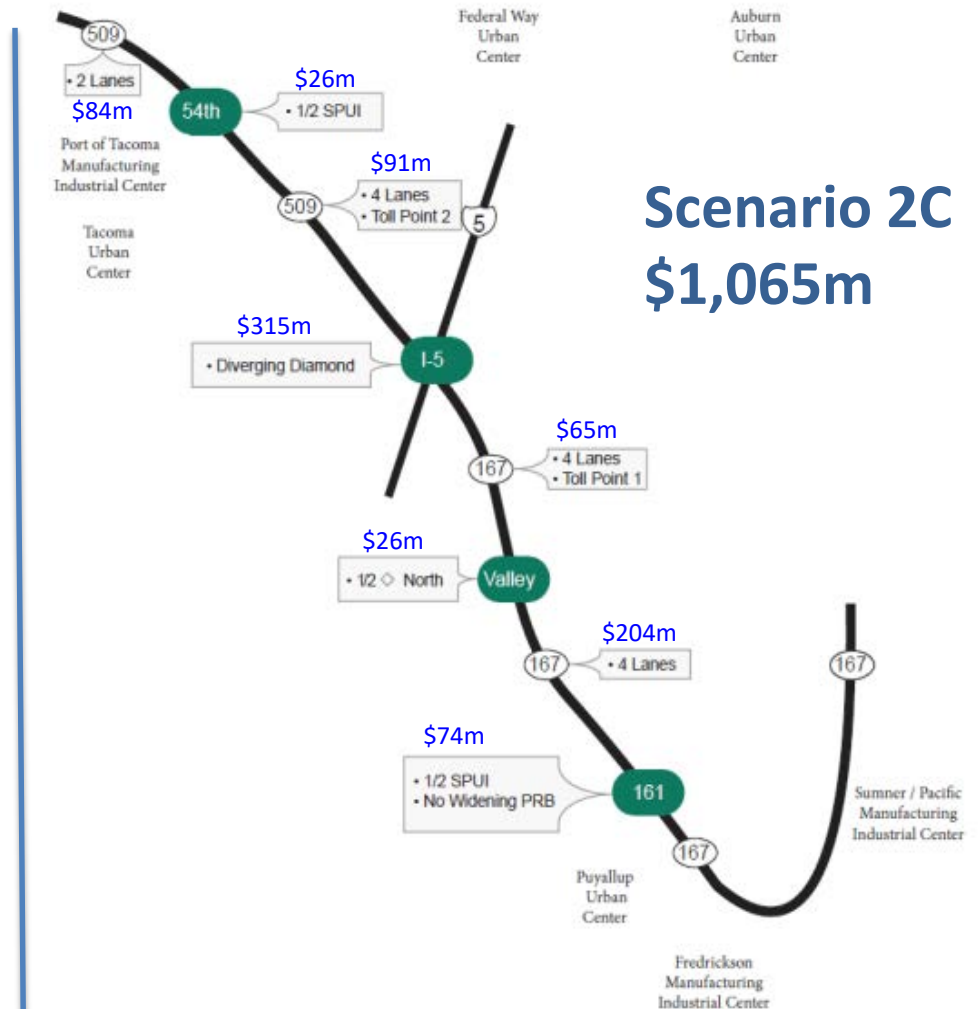 Federal Way
Urban
Center
Auburn
Urban
Center
509
• 2 Lanes
$84m
54th
$26m
• 1/2 SPUI
Port of Tacoma
Manufacturing
Industrial Center
Tacoma
Urban
Center
$91m
509
• 4 Lanes
• Toll Point 2
5
Scenario 2C
$1,065m
$315m
• Diverging Diamond
I-5
$65m
167
• 4 Lanes
• Toll Point 1
$26m
• 1/2 ◇ North
Valley
$204m
167
• 4 Lanes
167
$74m
• 1/2 SPUI
• No Widening PRB
161
Sumner / Pacific
Manufacturing
Industrial Center
167
Puyallup
Urban
Center
Fredrickson
Manufacturing
Industrial Center